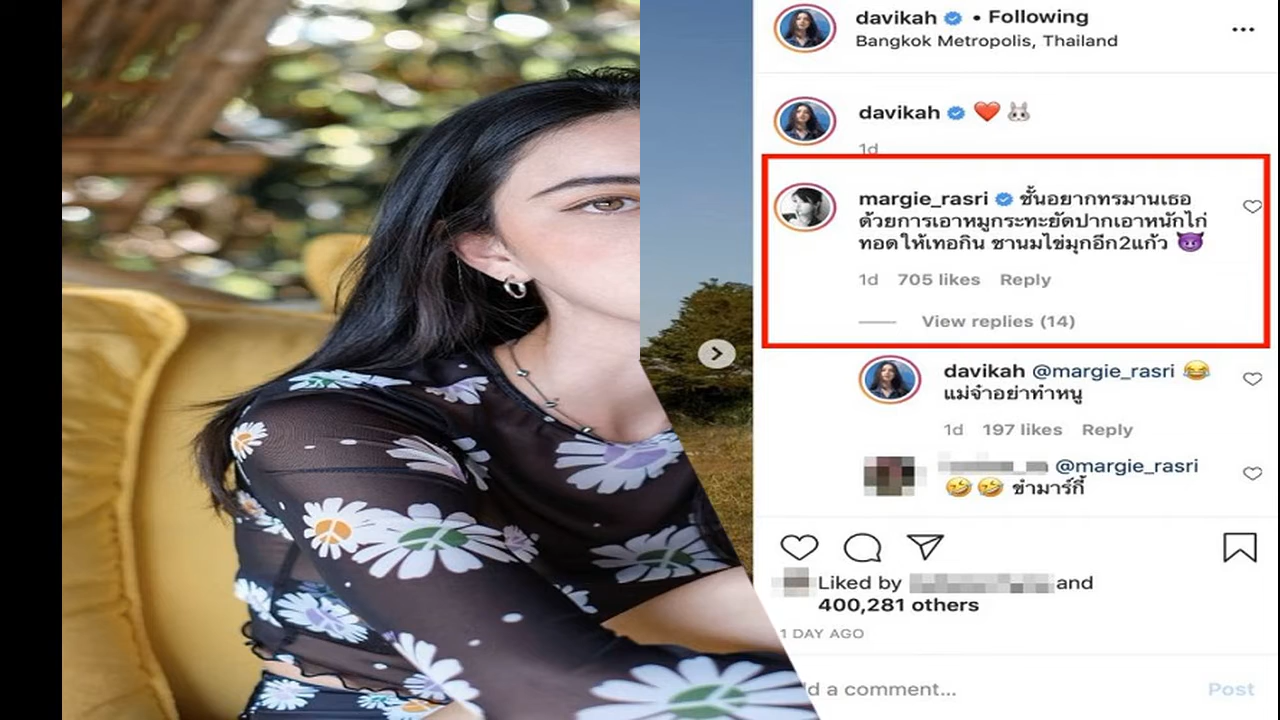 davikah • Following
Bangkok Metropolis, Thailand
davikah ❤️ 🐰
1d
margie_rasri ชั้นอยากทรมานเธอ
ด้วยการเอาหมูกระทะยัดปากเอาหนักไก่
ทอดให้เทอกิน ชานมไข่มุกอีก2แก้ว 😈
1d 705 likes Reply
View replies (14)
davikah @margie_rasri 😂
แม่จ๋าอย่าทำหนู
1d 197 likes Reply
@margie_rasri
🤣🤣 ขำมาร์กี้
Liked by and
400,281 others
1 DAY AGO
d a comment...
Post